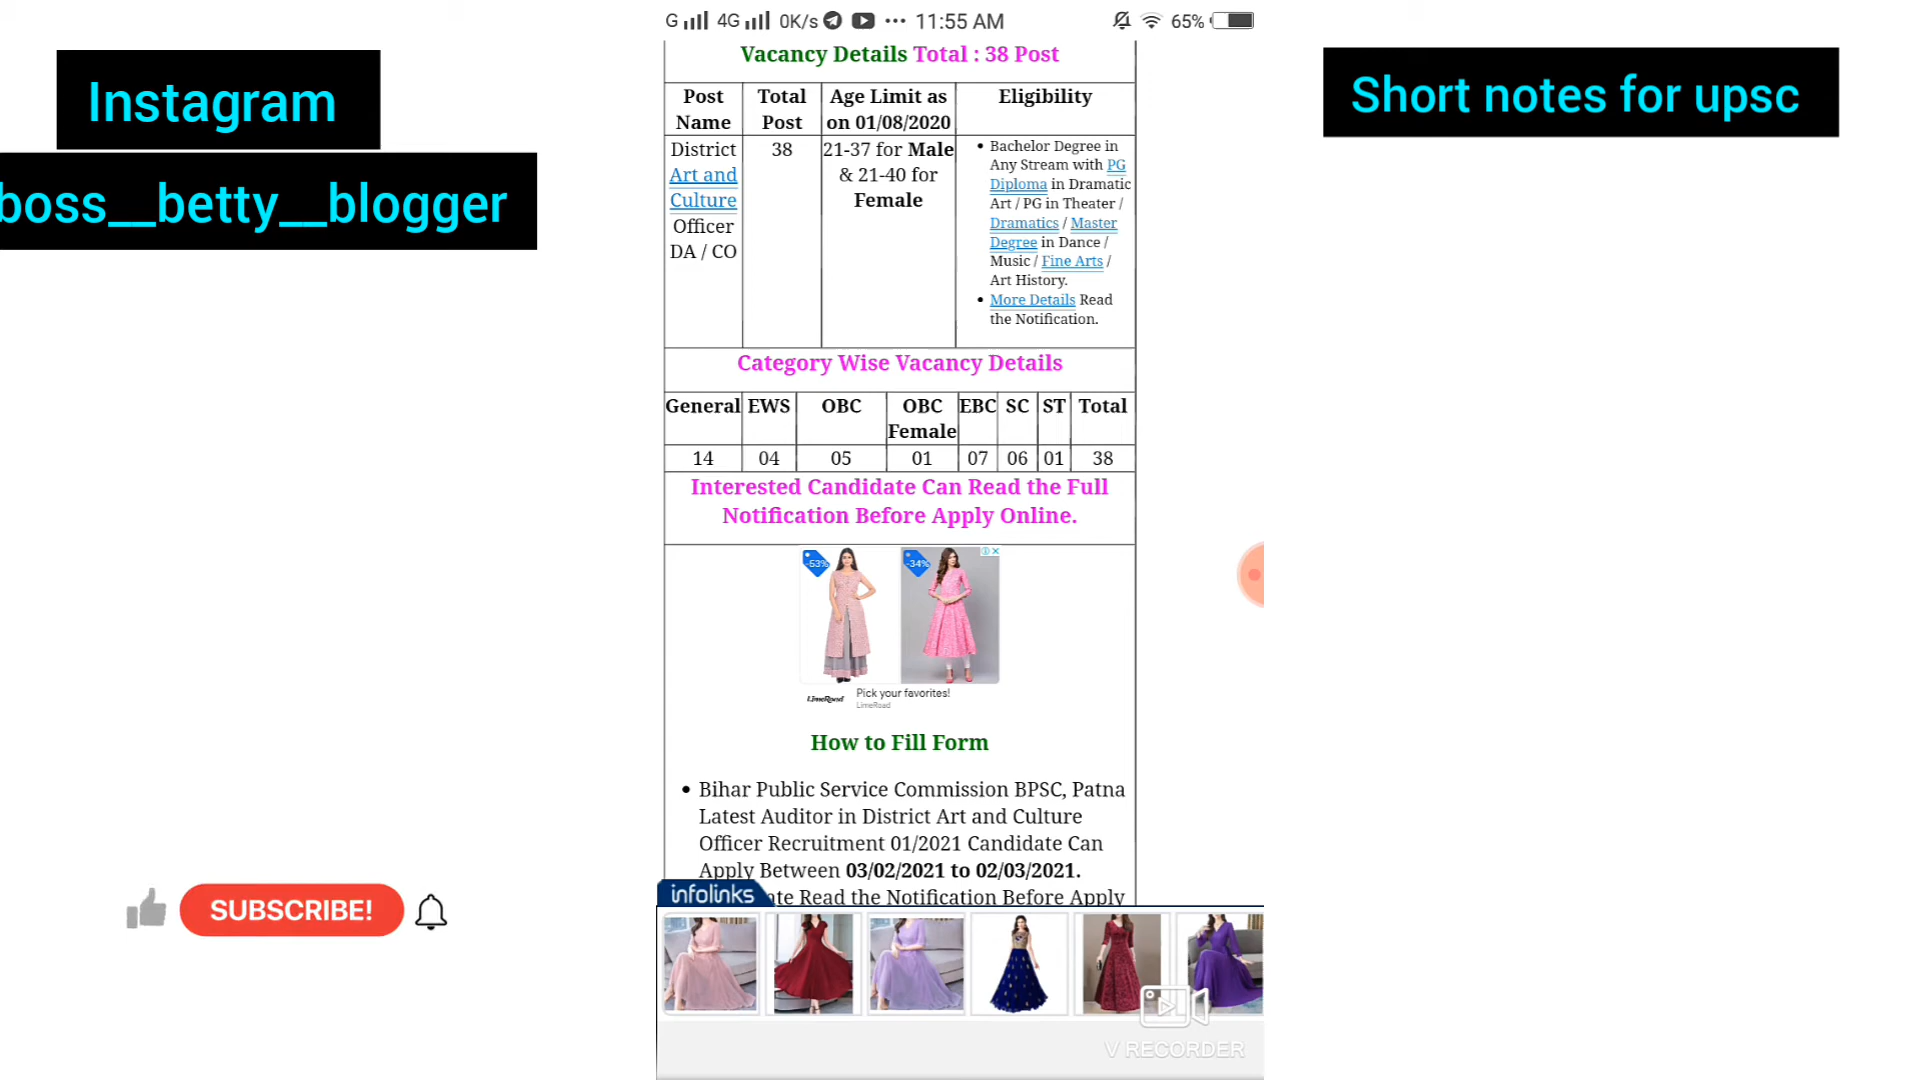 G 4G 0K/s ••• 11:55 AM 65%
Instagram
boss__betty__blogger
Short notes for upsc
Vacancy Details Total : 38 Post
Post Name | Total Post | Age Limit as on 01/08/2020 | Eligibility
District Art and Culture Officer DA / CO | 38 | 21-37 for Male & 21-40 for Female
• Bachelor Degree in
Any Stream with PG
Diploma in Dramatic
Art / PG in Theater /
Dramatics / Master
Degree in Dance /
Music / Fine Arts /
Art History.
• More Details Read
the Notification.
Category Wise Vacancy Details
General EWS OBC OBC Female EBC SC ST Total
14 04 05 01 07 06 01 38
Interested Candidate Can Read the Full
Notification Before Apply Online.
-53% -34%
LimeRoad Pick your favorites!
LimeRoad
How to Fill Form
• Bihar Public Service Commission BPSC, Patna
Latest Auditor in District Art and Culture
Officer Recruitment 01/2021 Candidate Can
Apply Between 03/02/2021 to 02/03/2021.
te Read the Notification Before Apply
infolinks
SUBSCRIBE!
V RECORDER